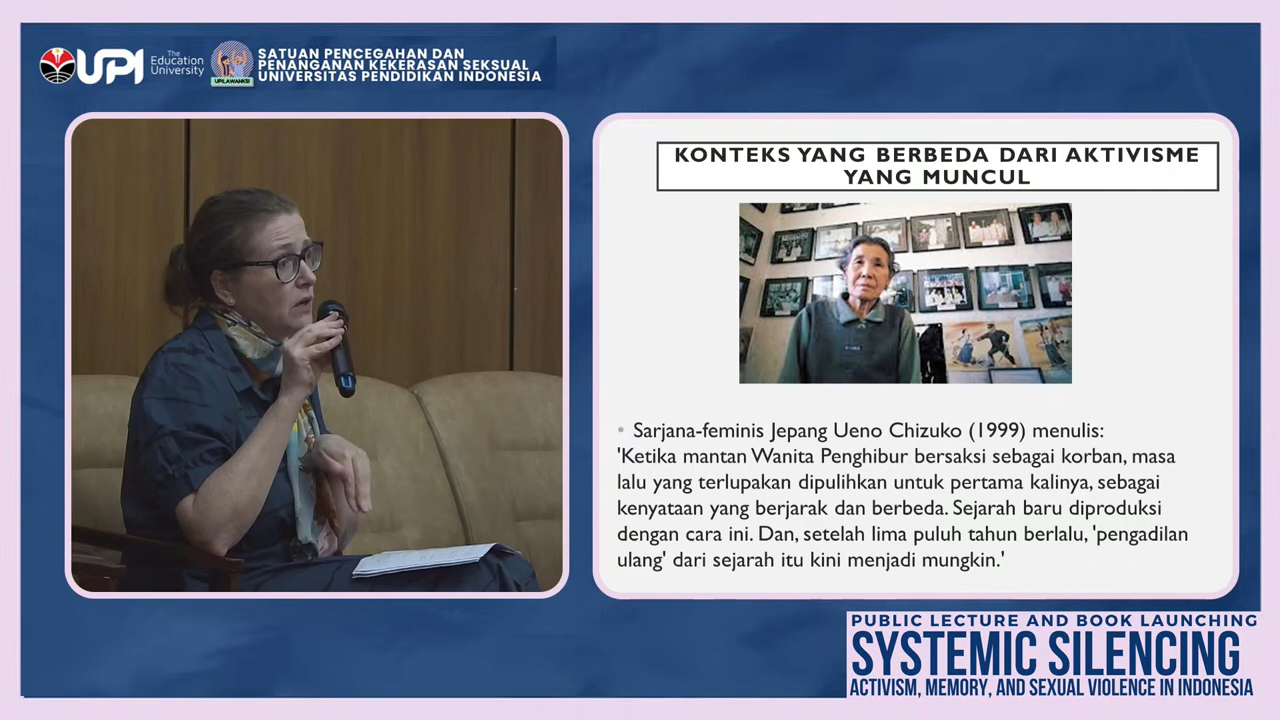 UPI
The
Education
University
UPILAWANKS!
SATUAN PENCEGAHAN DAN
PENANGANAN KEKERASAN SEKSUAL
UNIVERSITAS PENDIDIKAN INDONESIA
KONTEKS YANG BERBEDA DARI AKTIVISME
YANG MUNCUL
• Sarjana-feminis Jepang Ueno Chizuko (1999) menulis:
'Ketika mantan Wanita Penghibur bersaksi sebagai korban, masa
lalu yang terlupakan dipulihkan untuk pertama kalinya, sebagai
kenyataan yang berjarak dan berbeda. Sejarah baru diproduksi
dengan cara ini. Dan, setelah lima puluh tahun berlalu, 'pengadilan
ulang' dari sejarah itu kini menjadi mungkin.'
PUBLIC LECTURE AND BOOK LAUNCHING
SYSTEMIC SILENCING
ACTIVISM, MEMORY, AND SEXUAL VIOLENCE IN INDONESIA